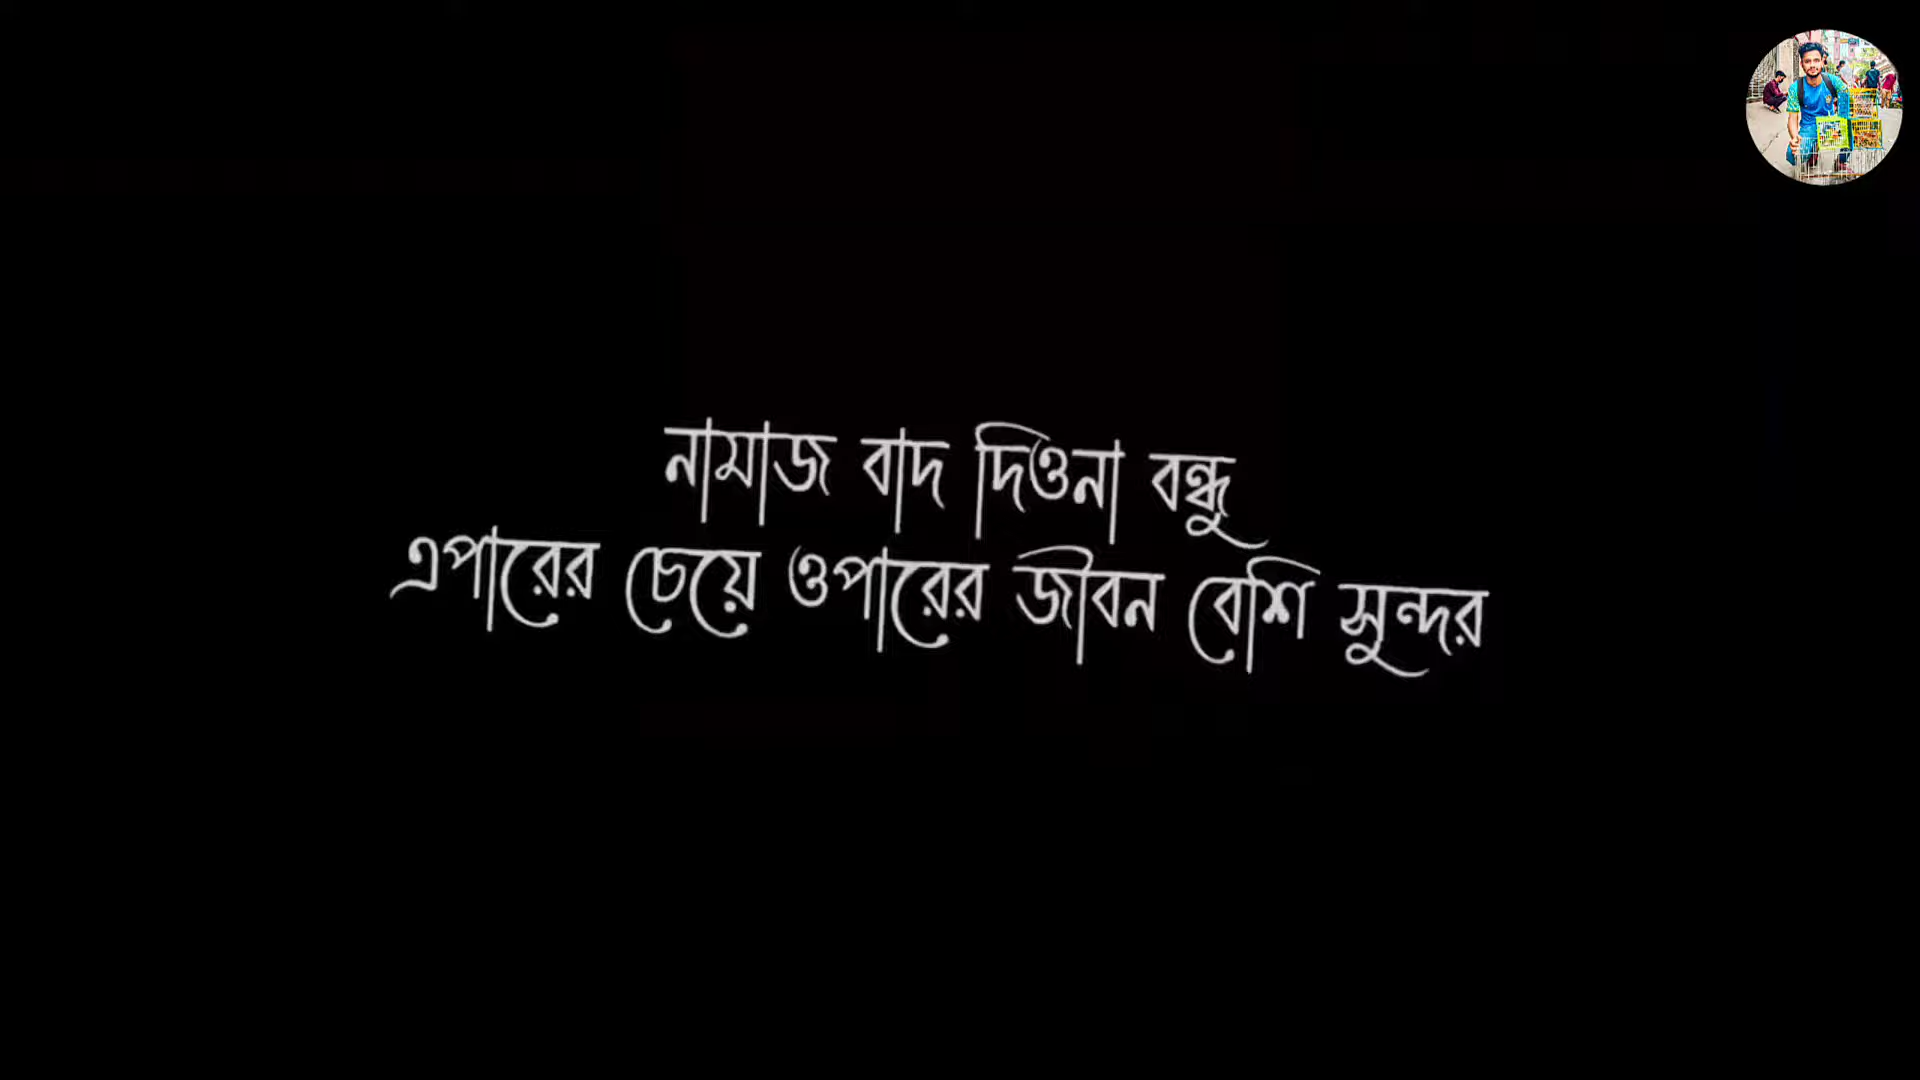 নামাজ বাদ দিওনা বন্ধু
এপারের চেয়ে ওপারের জীবন বেশি সুন্দর